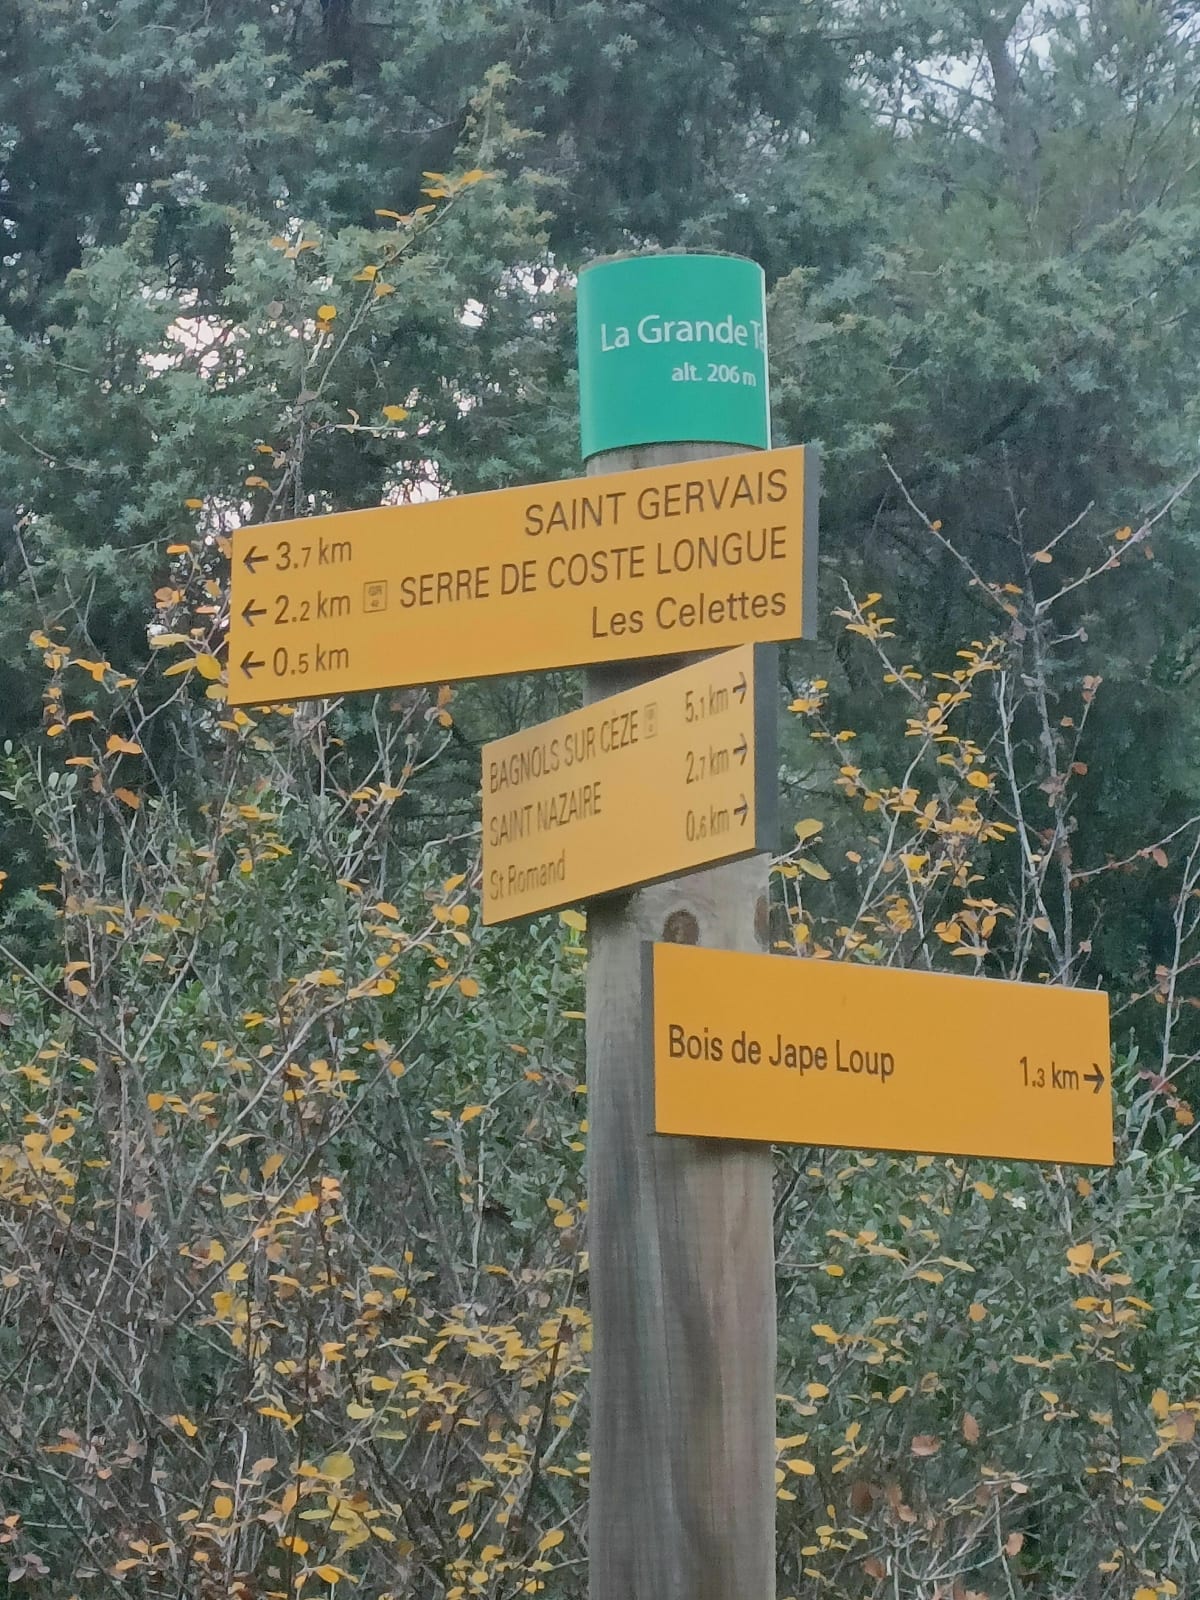 La Grande
alt. 206 m
SAINT GERVAIS
← 3.7 km
SERRE DE COSTE LONGUE
← 2.2 km
Les Celettes
← 0.5 km
BAGNOLS SUR CÈZE 5.1 km →
SAINT NAZAIRE 2.7 km →
St Romand 0.6 km →
Bois de Jape Loup 1.3 km →